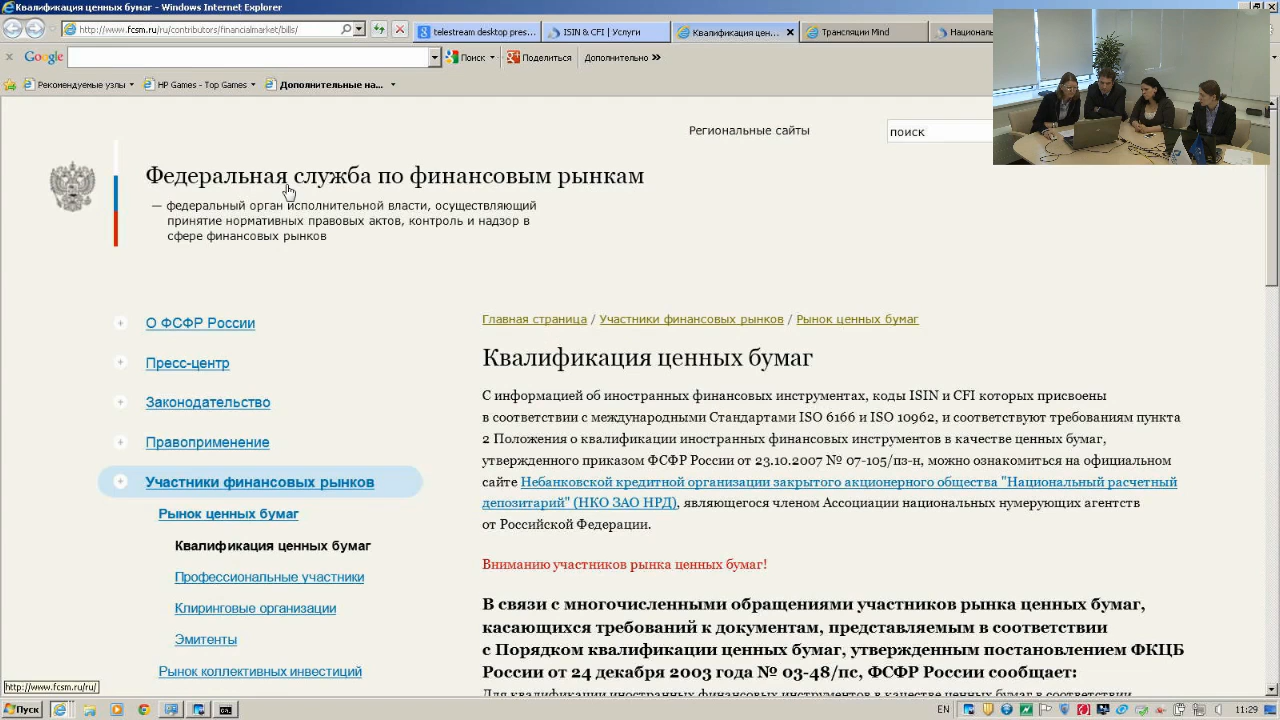 Квалификация ценных бумаг - Windows Internet Explorer
http://www.fcsm.ru/ru/contributors/financialmarket/bills/
telestream desktop pres...
ISIN & CFI | Услуги
Квалификация цен...
Трансляции Mind
Националь
Google
Поиск
Поделиться
Дополнительно »
Рекомендуемые узлы
HP Games - Top Games
Дополнительные на...
Региональные сайты
поиск
Федеральная служба по финансовым рынкам
— федеральный орган исполнительной власти, осуществляющий
принятие нормативных правовых актов, контроль и надзор в
сфере финансовых рынков
О ФСФР России
Пресс-центр
Законодательство
Правоприменение
Участники финансовых рынков
Рынок ценных бумаг
Квалификация ценных бумаг
Профессиональные участники
Клиринговые организации
Эмитенты
Рынок коллективных инвестиций
Главная страница / Участники финансовых рынков / Рынок ценных бумаг
Квалификация ценных бумаг
С информацией об иностранных финансовых инструментах, коды ISIN и CFI которых присвоены
в соответствии с международными Стандартами ISO 6166 и ISO 10962, и соответствуют требованиям пункта
2 Положения о квалификации иностранных финансовых инструментов в качестве ценных бумаг,
утвержденного приказом ФСФР России от 23.10.2007 № 07-105/пз-н, можно ознакомиться на официальном
сайте Небанковской кредитной организации закрытого акционерного общества "Национальный расчетный
депозитарий" (НКО ЗАО НРД), являющегося членом Ассоциации национальных нумерующих агентств
от Российской Федерации.
Вниманию участников рынка ценных бумаг!
В связи с многочисленными обращениями участников рынка ценных бумаг,
касающихся требований к документам, представляемым в соответствии
с Порядком квалификации ценных бумаг, утвержденным постановлением ФКЦБ
России от 24 декабря 2003 года № 03-48/пс, ФСФР России сообщает:
Для квалификации иностранных финансовых инструментов в качестве ценных бумаг в соответствии
http://www.fcsm.ru/ru/
Пуск
EN
11:29